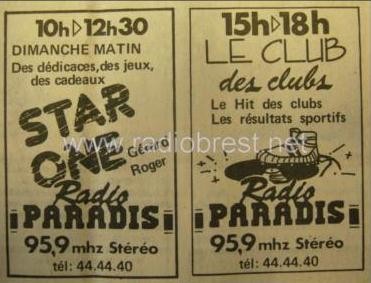 10h▷12h30
DIMANCHE MATIN
Des dédicaces, des jeux,
des cadeaux
STAR
ONE
Gérard
Roger
Radio
PARADIS
95,9 mhz Stéréo
tél: 44.44.40
15h▷18h
LE CLUB
des clubs
Le Hit des clubs
Les résultats sportifs
Radio
PARADIS
95,9 mhz Stéréo
tél: 44.44.40
www.radiobrest.net